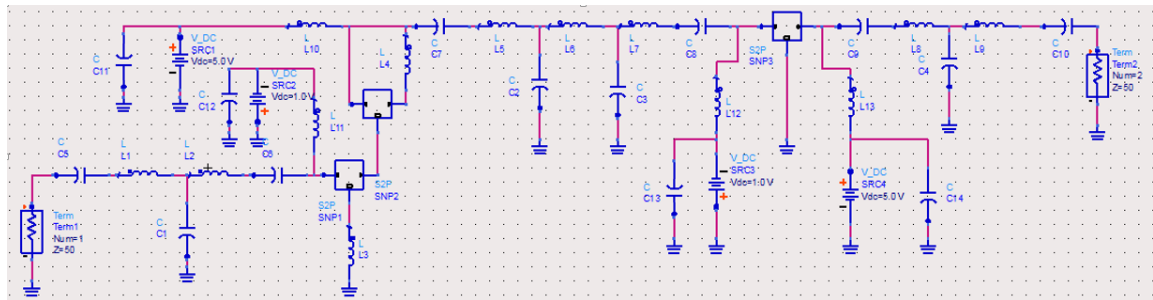 C
C11
V_DC
SRC1
Vdc=5.0 V
L
L10
L
L4
C
C7
L
L5
L
L6
L
L7
C
C8
S2P
SNP3
C
C9
L
L8
L
L9
C
C10
Term
Term2
Num=2
Z=50
C
C12
V_DC
SRC2
Vdc=1.0 V
L
L11
C
C2
C
C3
C
C4
L
L12
L
L13
C
C5
L
L1
L
L2
C
C6
S2P
SNP2
S2P
SNP1
C
C13
V_DC
SRC3
Vdc=1.0 V
V_DC
SRC4
Vdc=5.0 V
C
C14
Term
Term1
Num=1
Z=50
C
C1
L
L3